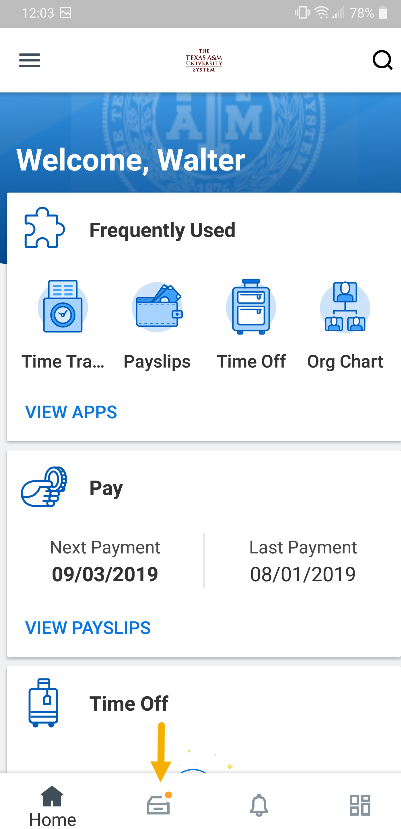 12:03
78%
THE
TEXAS A&M
UNIVERSITY
SYSTEM
Welcome, Walter
Frequently Used
Time Tra...
Payslips
Time Off
Org Chart
VIEW APPS
Pay
Next Payment
Last Payment
09/03/2019
08/01/2019
VIEW PAYSLIPS
Time Off
Home